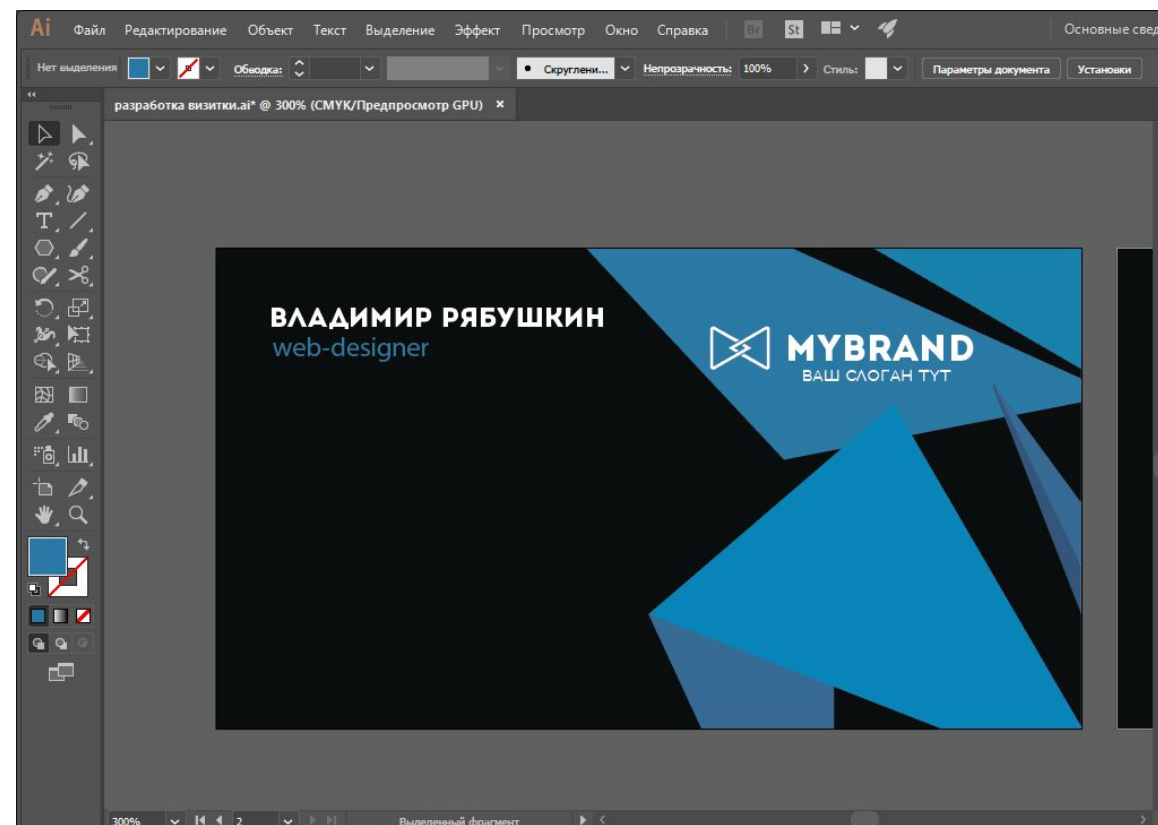 Ai Файл Редактирование Объект Текст Выделение Эффект Просмотр Окно Справка Br St Основные свед
Нет выделения Обводка: Скруглени... Непрозрачность: 100% Стиль: Параметры документа Установки
разработка визитки.ai* @ 300% (CMYK/Предпросмотр GPU) ×
ВЛАДИМИР РЯБУШКИН
web-designer
MYBRAND
ВАШ СЛОГАН ТУТ
300% 2 Выделенный фрагмент